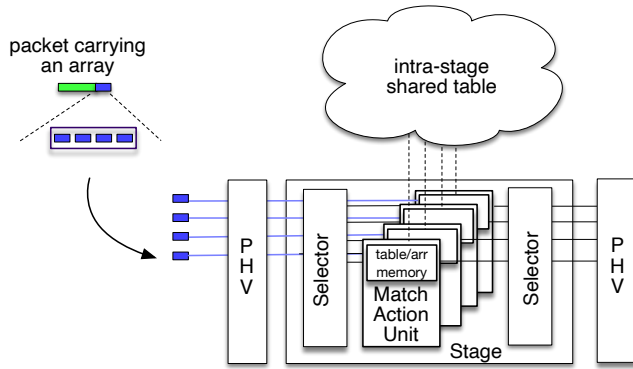 packet carrying
an array
intra-stage
shared table
P
H
V
Selector
table/arr
memory
Match
Action
Unit
Stage
Selector
P
H
V